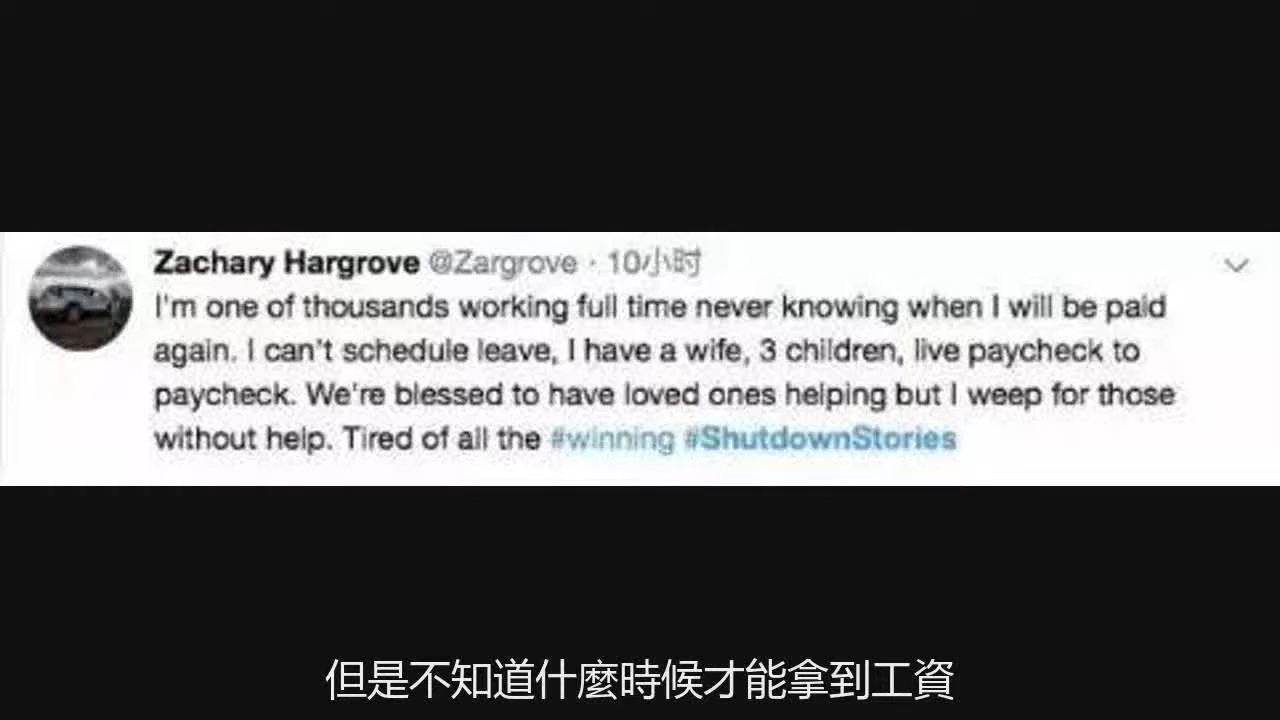 Zachary Hargrove @Zargrove · 10小时
I'm one of thousands working full time never knowing when I will be paid
again. I can't schedule leave, I have a wife, 3 children, live paycheck to
paycheck. We're blessed to have loved ones helping but I weep for those
without help. Tired of all the #winning #ShutdownStories
但是不知道什麼時候才能拿到工資